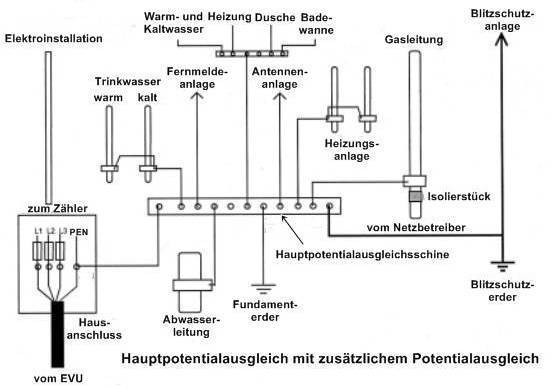 Warm- und
Kaltwasser
Heizung
Dusche
Bade-
wanne
Blitzschutz-
anlage
Elektroinstallation
Gasleitung
Trinkwasser
warm kalt
Fernmelde-
anlage
Antennen-
anlage
Heizungs-
anlage
Isolierstück
zum Zähler
vom Netzbetreiber
L1 L2 L3 PEN
Hauptpotentialausgleichsschine
Haus-
anschluss
Abwasser-
leitung
Fundament-
erder
Blitzschutz-
erder
vom EVU
Hauptpotentialausgleich mit zusätzlichem Potentialausgleich